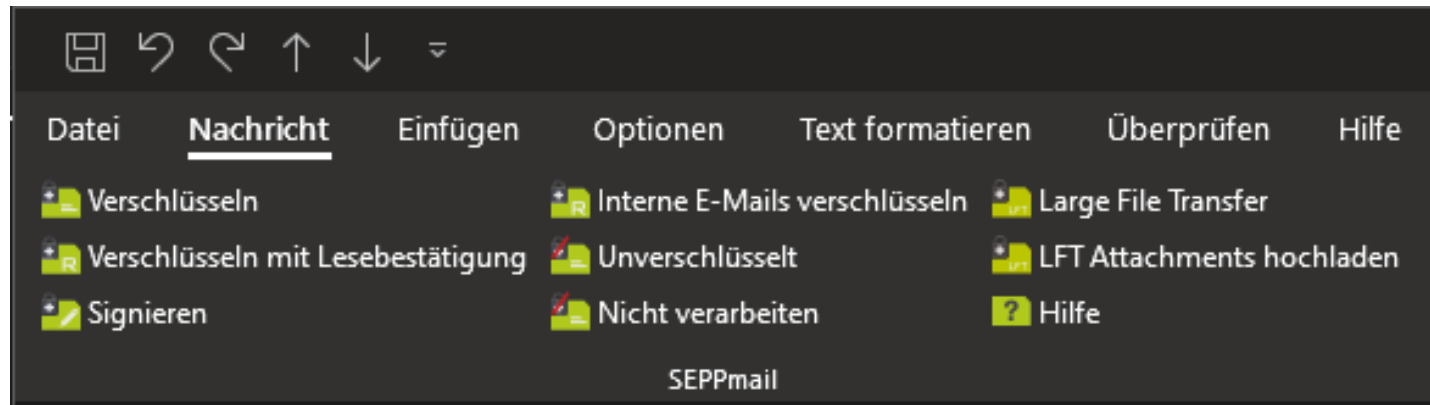 Datei Nachricht Einfügen Optionen Text formatieren Überprüfen Hilfe
Verschlüsseln Interne E-Mails verschlüsseln Large File Transfer
Verschlüsseln mit Lesebestätigung Unverschlüsselt LFT Attachments hochladen
Signieren Nicht verarbeiten Hilfe
SEPPmail